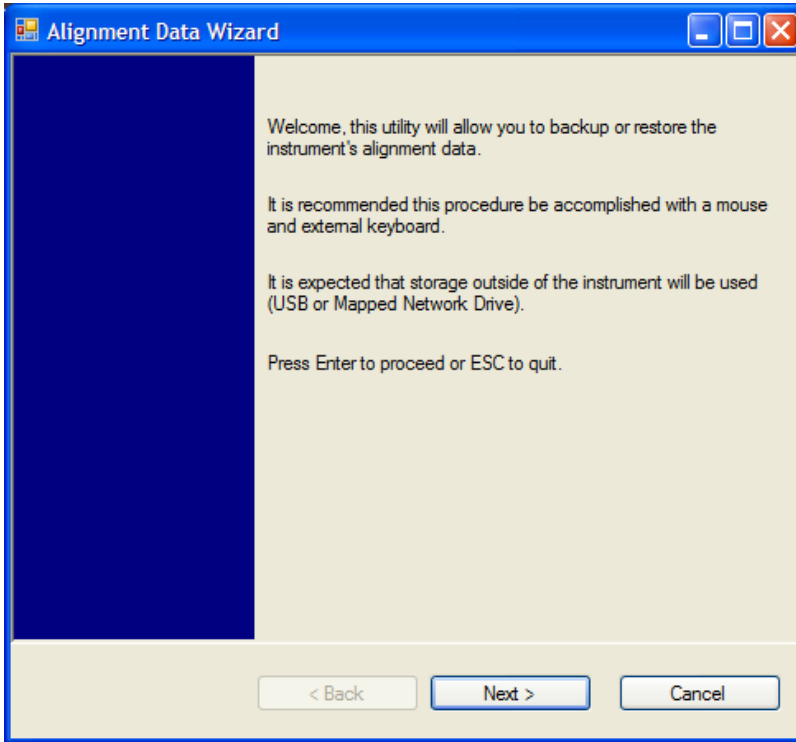 Alignment Data Wizard
Welcome, this utility will allow you to backup or restore the
instrument's alignment data.
It is recommended this procedure be accomplished with a mouse
and external keyboard.
It is expected that storage outside of the instrument will be used
(USB or Mapped Network Drive).
Press Enter to proceed or ESC to quit.
< Back
Next >
Cancel